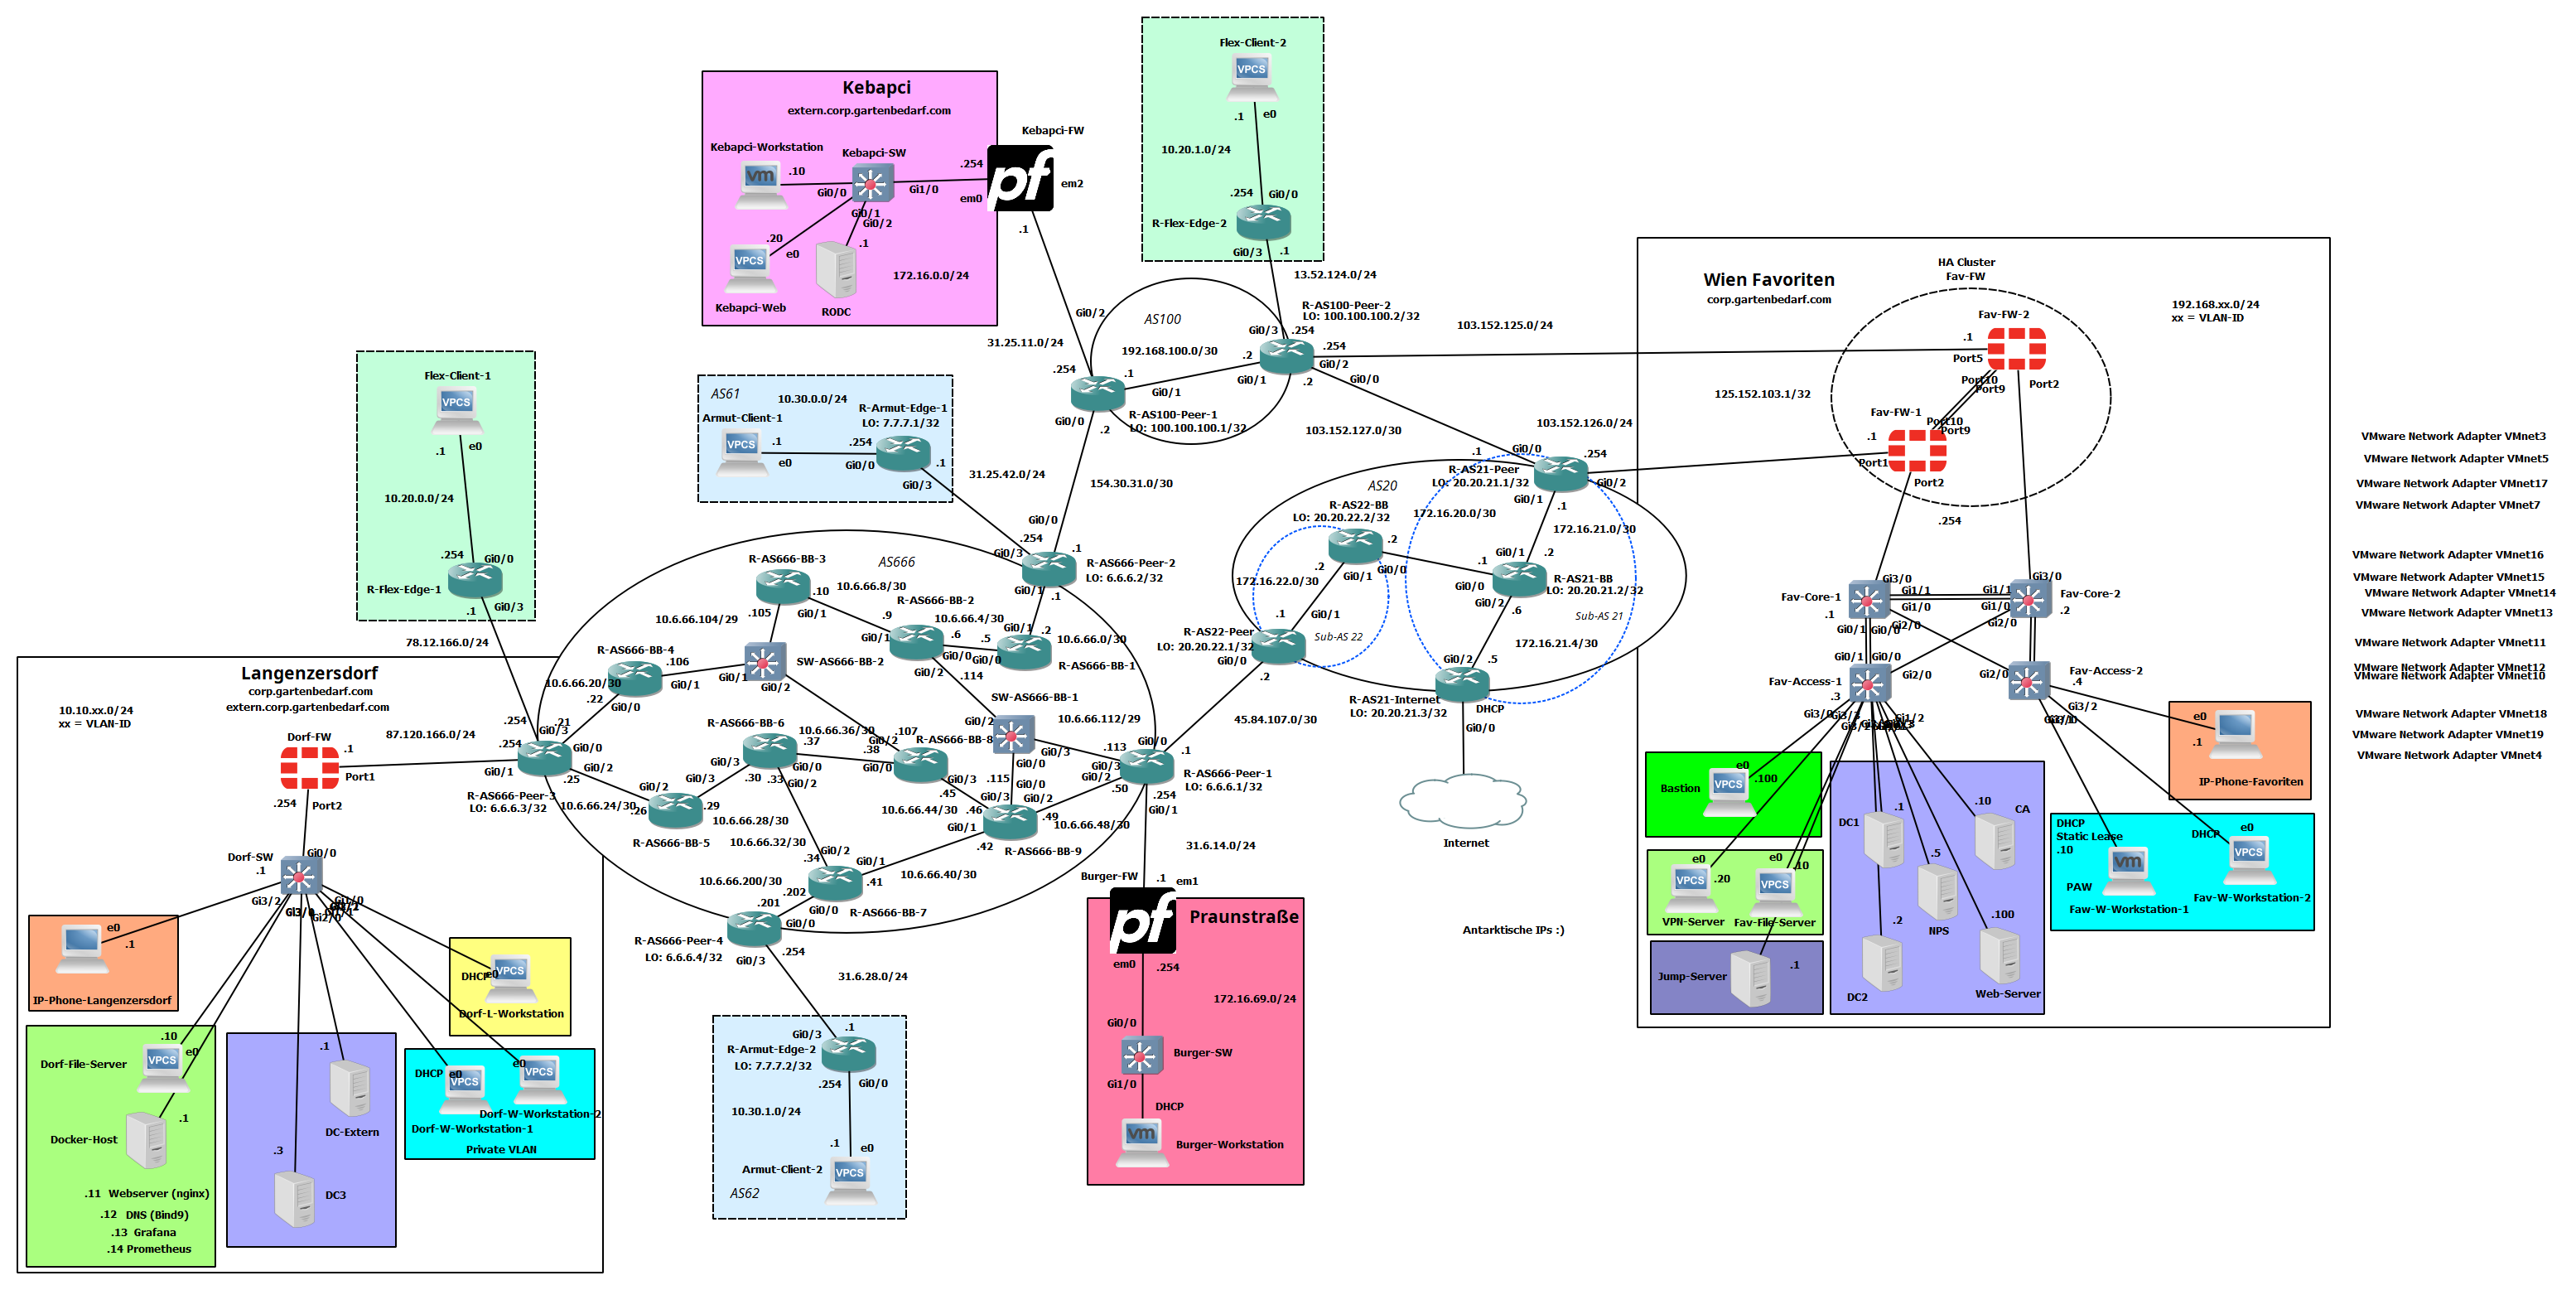 Flex-Client-2
VPCS
.1
e0
10.20.1.0/24
.254
Gi0/0
R-Flex-Edge-2
Gi0/3
.1
13.52.124.0/24
Kebapci
extern.corp.gartenbedarf.com
Kebapci-Workstation
vm
.10
Gi0/0
Kebapci-SW
Gi1/0
Gi0/1
Gi0/2
.20
e0
VPCS
Kebapci-Web
.1
RODC
172.16.0.0/24
Kebapci-FW
pf
.254
em0
em2
.1
Gi0/2
31.25.11.0/24
.254
AS100
192.168.100.0/30
.1
Gi0/1
Gi0/0
.2
R-AS100-Peer-1
LO: 100.100.100.1/32
R-AS100-Peer-2
LO: 100.100.100.2/32
Gi0/3
.254
.2
Gi0/1
.254
Gi0/2
Gi0/0
.2
103.152.125.0/24
103.152.127.0/30
103.152.126.0/24
154.30.31.0/30
Flex-Client-1
VPCS
.1
e0
10.20.0.0/24
.254
Gi0/0
R-Flex-Edge-1
.1
Gi0/3
78.12.166.0/24
AS61
10.30.0.0/24
Armut-Client-1
VPCS
.1
e0
R-Armut-Edge-1
LO: 7.7.7.1/32
.254
Gi0/0
.1
Gi0/3
31.25.42.0/24
Wien Favoriten
corp.gartenbedarf.com
HA Cluster
Fav-FW
192.168.xx.0/24
xx = VLAN-ID
Fav-FW-2
.1
Port5
Port10
Port9
Port2
125.152.103.1/32
Fav-FW-1
Port10
Port9
.1
Port1
Port2
.254
VMware Network Adapter VMnet3
VMware Network Adapter VMnet5
VMware Network Adapter VMnet17
VMware Network Adapter VMnet7
VMware Network Adapter VMnet16
VMware Network Adapter VMnet15
VMware Network Adapter VMnet14
VMware Network Adapter VMnet13
VMware Network Adapter VMnet11
VMware Network Adapter VMnet12
VMware Network Adapter VMnet10
VMware Network Adapter VMnet18
VMware Network Adapter VMnet19
VMware Network Adapter VMnet4
AS20
.1
Gi0/0
.254
R-AS21-Peer
LO: 20.20.21.1/32
Gi0/2
Gi0/1
.1
R-AS22-BB
LO: 20.20.22.2/32
172.16.20.0/30
172.16.21.0/30
.2
Gi0/0
.2
Gi0/1
172.16.22.0/30
.1
Gi0/0
Gi0/1
.2
R-AS21-BB
LO: 20.20.21.2/32
Gi0/2
.6
172.16.21.4/30
Sub-AS 21
Sub-AS 22
.1
Gi0/1
R-AS22-Peer
LO: 20.20.22.1/32
Gi0/0
.2
Gi0/2
.5
R-AS21-Internet
LO: 20.20.21.3/32
DHCP
Gi0/0
Internet
45.84.107.0/30
Antarktische IPs :)
AS666
Gi0/0
.254
Gi0/3
.1
R-AS666-Peer-2
LO: 6.6.6.2/32
Gi0/1
.1
R-AS666-BB-3
.10
Gi0/1
.105
10.6.66.8/30
10.6.66.104/29
R-AS666-BB-2
.9
Gi0/1
.6
Gi0/0
Gi0/2
.114
10.6.66.4/30
.5
Gi0/0
Gi0/1
.2
10.6.66.0/30
R-AS666-BB-1
R-AS666-BB-4
.106
Gi0/1
10.6.66.20/30
.22
Gi0/0
SW-AS666-BB-2
Gi0/1
Gi0/2
SW-AS666-BB-1
Gi0/2
10.6.66.112/29
Gi0/3
Gi0/0
.113
Gi0/0
.1
Gi0/3
Gi0/2
.50
.254
Gi0/1
R-AS666-Peer-1
LO: 6.6.6.1/32
R-AS666-BB-6
10.6.66.36/30
.37
Gi0/0
Gi0/3
.30
.33
Gi0/2
.107
Gi0/2
R-AS666-BB-8
.38
Gi0/0
Gi0/3
.45
10.6.66.44/30
.115
Gi0/0
Gi0/3
Gi0/2
.46
.49
Gi0/1
.42
10.6.66.48/30
R-AS666-BB-9
.254
.21
Gi0/3
.254
Gi0/0
Gi0/1
Gi0/2
.25
R-AS666-Peer-3
LO: 6.6.6.3/32
10.6.66.24/30
.26
Gi0/2
Gi0/3
.29
10.6.66.28/30
R-AS666-BB-5
10.6.66.32/30
.34
Gi0/2
Gi0/1
.41
10.6.66.40/30
10.6.66.200/30
.202
Gi0/0
R-AS666-BB-7
.201
Gi0/0
R-AS666-Peer-4
LO: 6.6.6.4/32
Gi0/3
.254
31.6.28.0/24
31.6.14.0/24
Burger-FW
.1
em1
pf
Praunstraße
em0
.254
172.16.69.0/24
Gi0/0
Burger-SW
Gi1/0
DHCP
vm
Burger-Workstation
Gi0/3
.1
R-Armut-Edge-2
LO: 7.7.7.2/32
.254
Gi0/0
10.30.1.0/24
.1
e0
Armut-Client-2
VPCS
AS62
Langenzersdorf
corp.gartenbedarf.com
extern.corp.gartenbedarf.com
10.10.xx.0/24
xx = VLAN-ID
87.120.166.0/24
Dorf-FW
.1
Port1
.254
Port2
Dorf-SW
.1
Gi0/0
Gi3/2
Gi3/0
Gi2/0
Gi1/0
e0
.1
IP-Phone-Langenzersdorf
.10
Dorf-File-Server
VPCS
e0
.1
Docker-Host
.11 Webserver (nginx)
.12 DNS (Bind9)
.13 Grafana
.14 Prometheus
.1
DC-Extern
.3
DC3
DHCP
e0
VPCS
Dorf-L-Workstation
DHCP
e0
VPCS
e0
VPCS
Dorf-W-Workstation-2
Dorf-W-Workstation-1
Private VLAN
Gi3/0
Fav-Core-1
.1
Gi1/1
Gi1/0
Gi0/1
Gi0/0
Gi2/0
Gi3/0
Gi1/1
Gi1/0
Fav-Core-2
.2
Gi2/0
Gi0/1
Gi0/0
Fav-Access-1
.3
Gi2/0
Gi3/0
Gi3/3
Gi1/2
Gi2/0
Fav-Access-2
.4
Gi3/2
e0
.1
IP-Phone-Favoriten
Bastion
e0
VPCS
.100
e0
VPCS
.20
VPN-Server
e0
VPCS
.10
Fav-File-Server
Jump-Server
.1
DC1
.1
.10
CA
.5
NPS
.2
DC2
.100
Web-Server
DHCP
Static Lease
.10
vm
PAW
Faw-W-Workstation-1
DHCP
e0
VPCS
Fav-W-Workstation-2